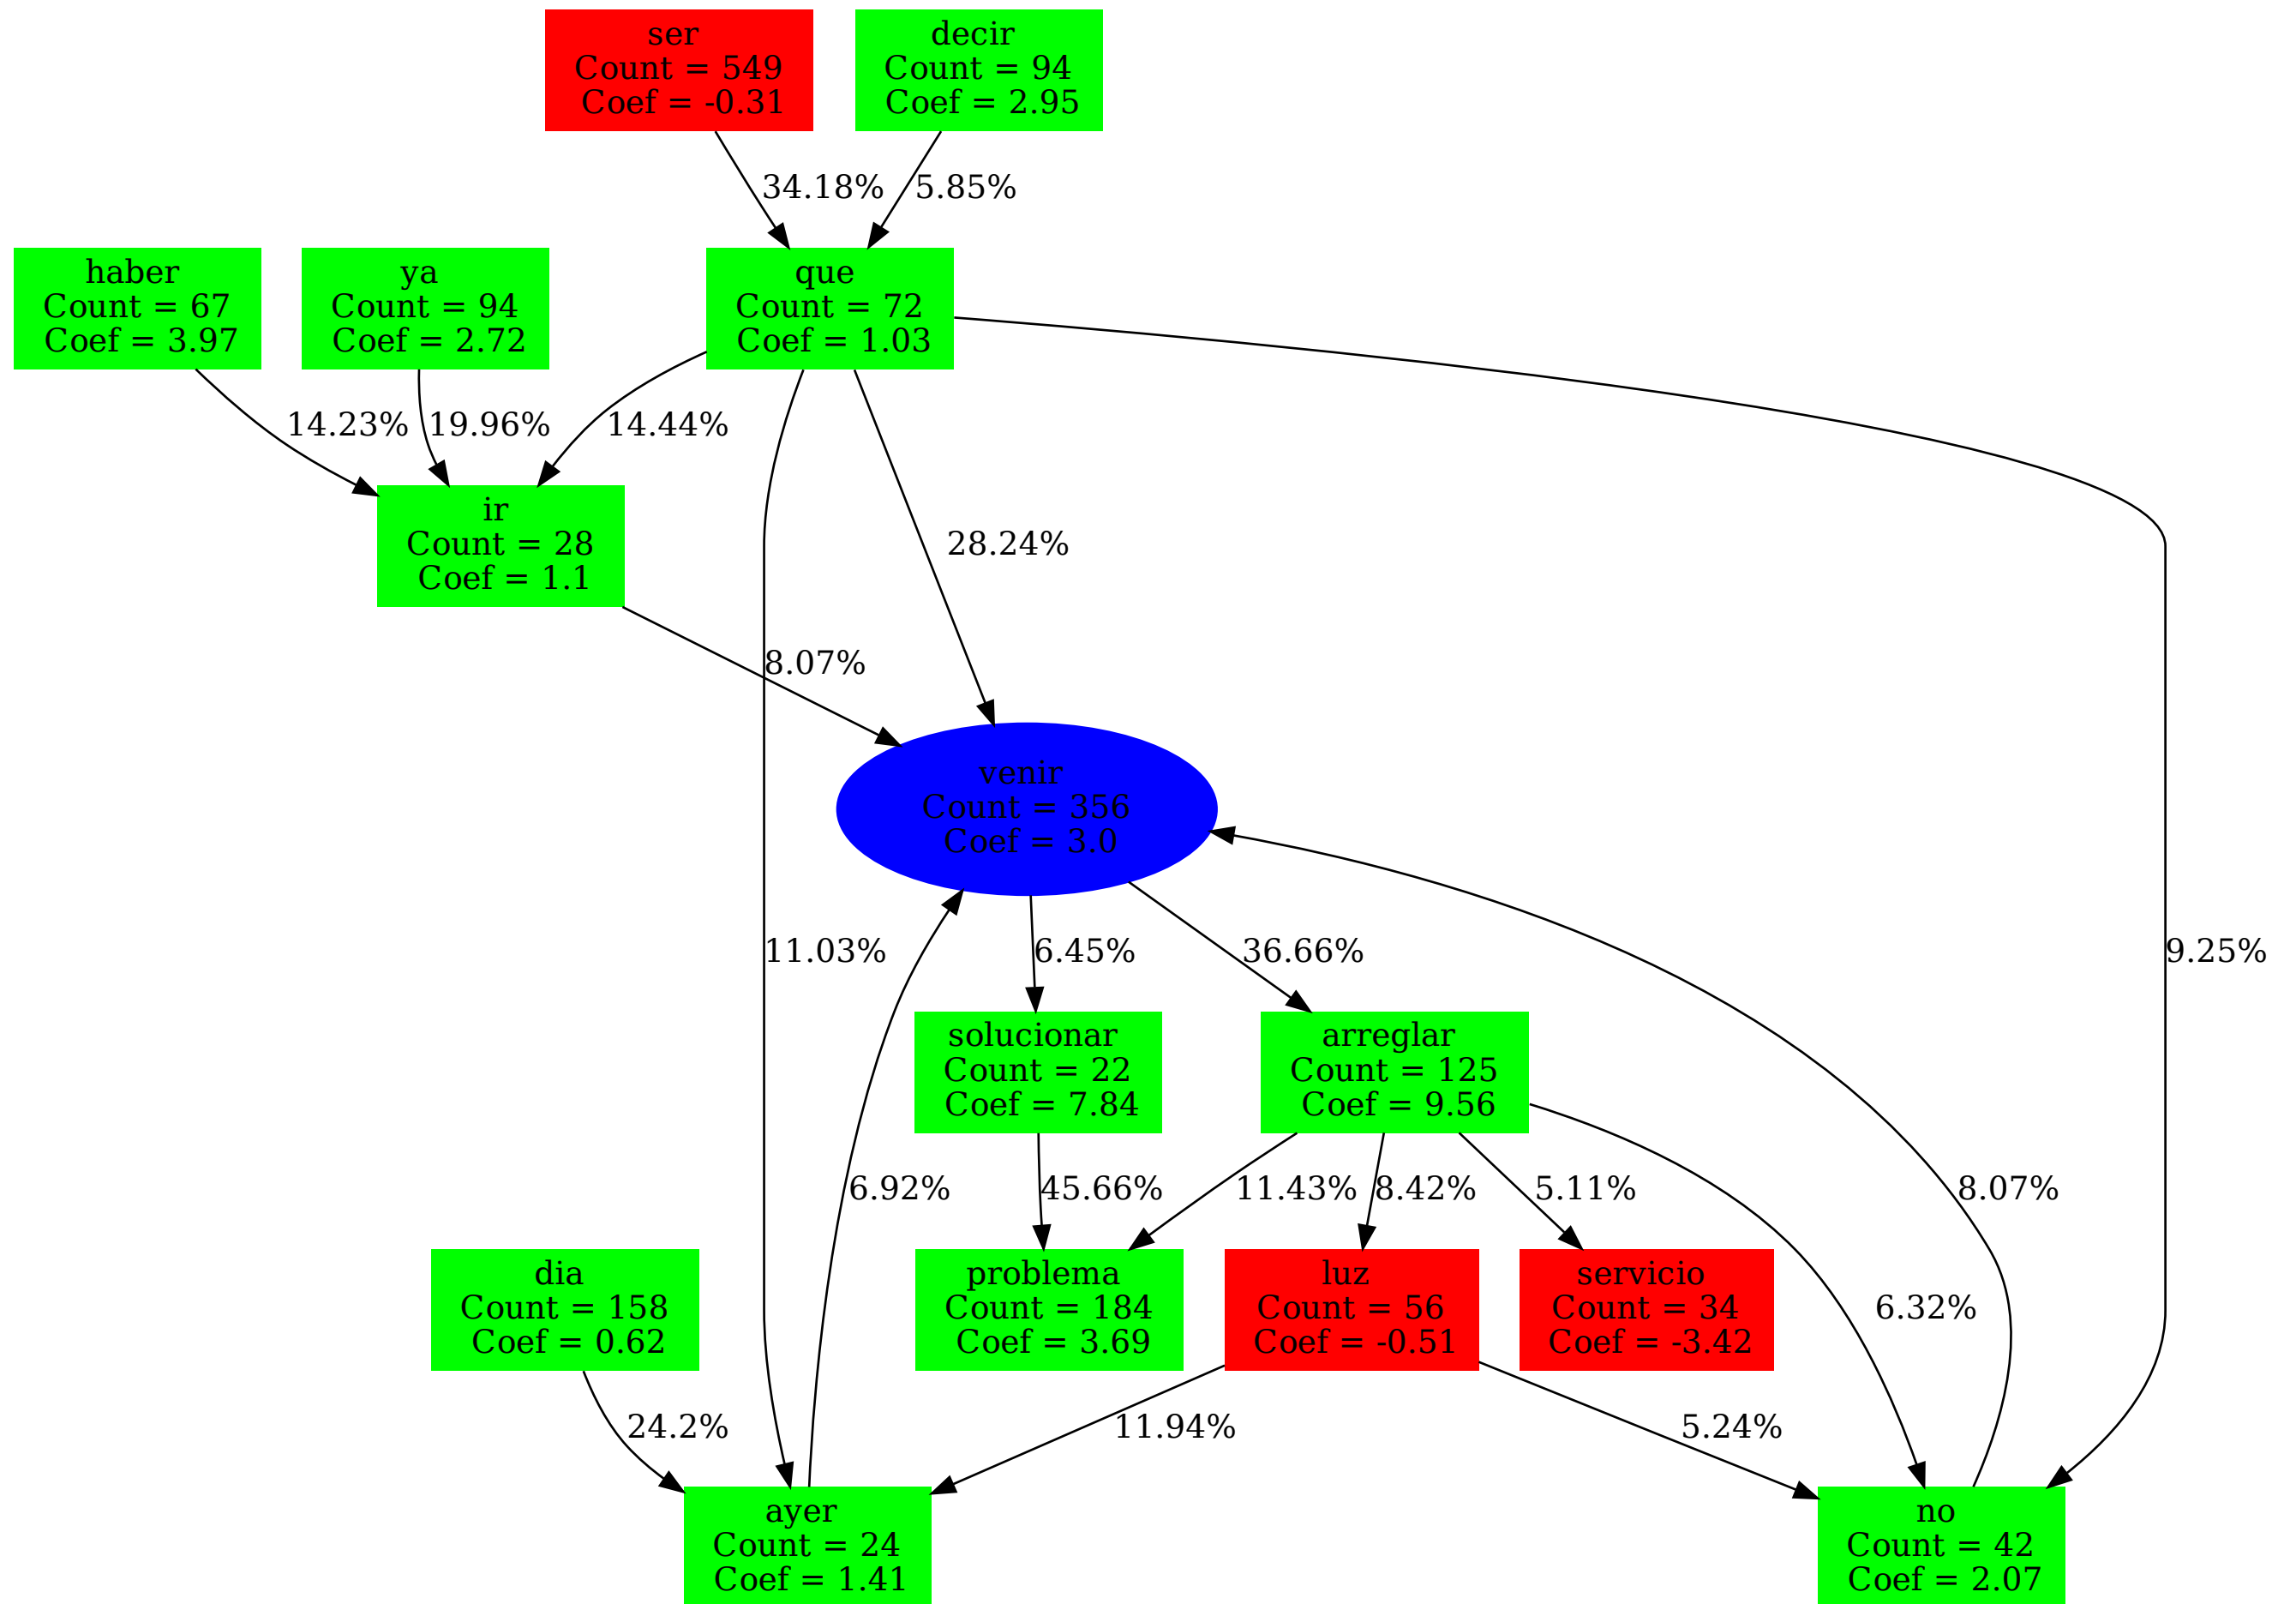 ser
Count = 549
Coef = -0.31
decir
Count = 94
Coef = 2.95
34.18%
5.85%
haber
Count = 67
Coef = 3.97
ya
Count = 94
Coef = 2.72
que
Count = 72
Coef = 1.03
14.23%
19.96%
14.44%
ir
Count = 28
Coef = 1.1
28.24%
8.07%
venir
Count = 356
Coef = 3.0
11.03%
6.45%
36.66%
9.25%
solucionar
Count = 22
Coef = 7.84
arreglar
Count = 125
Coef = 9.56
6.92%
45.66%
11.43%
8.42%
5.11%
8.07%
dia
Count = 158
Coef = 0.62
problema
Count = 184
Coef = 3.69
luz
Count = 56
Coef = -0.51
servicio
Count = 34
Coef = -3.42
6.32%
24.2%
11.94%
5.24%
ayer
Count = 24
Coef = 1.41
no
Count = 42
Coef = 2.07